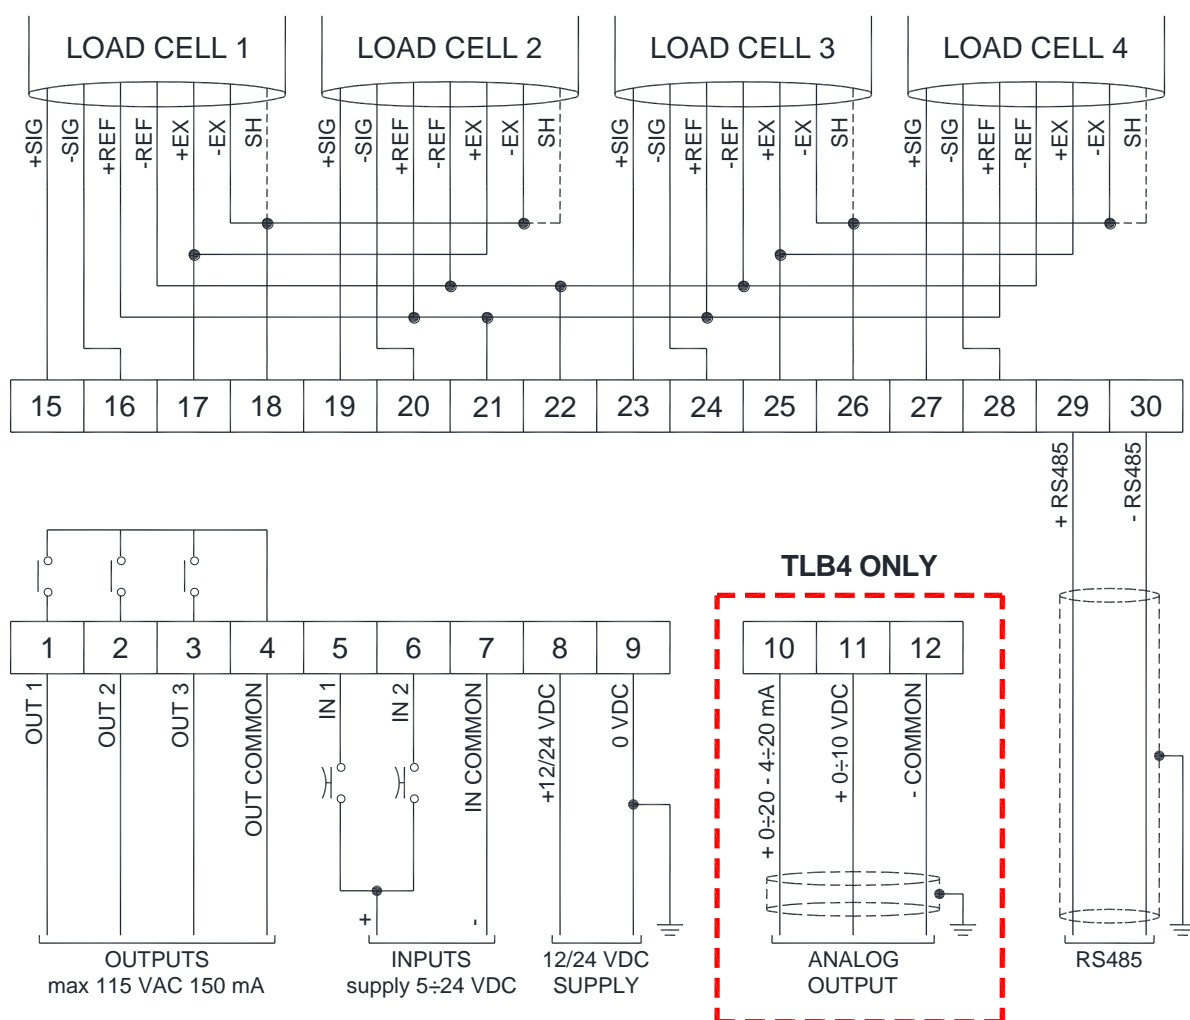 LOAD CELL 1 LOAD CELL 2 LOAD CELL 3 LOAD CELL 4
+SIG -SIG +REF -REF +EX -EX SH +SIG -SIG +REF -REF +EX -EX SH +SIG -SIG +REF -REF +EX -EX SH +SIG -SIG +REF -REF +EX -EX SH
15 16 17 18 19 20 21 22 23 24 25 26 27 28 29 30
+ RS485 - RS485
TLB4 ONLY
1 2 3 4 5 6 7 8 9 10 11 12
OUT 1
OUT 2
OUT 3
OUT COMMON
IN 1
IN 2
IN COMMON
+12/24 VDC
0 VDC
+ 0÷20 - 4÷20 mA
+ 0÷10 VDC
- COMMON
+ -
OUTPUTS
max 115 VAC 150 mA
INPUTS
supply 5÷24 VDC
12/24 VDC
SUPPLY
ANALOG
OUTPUT
RS485